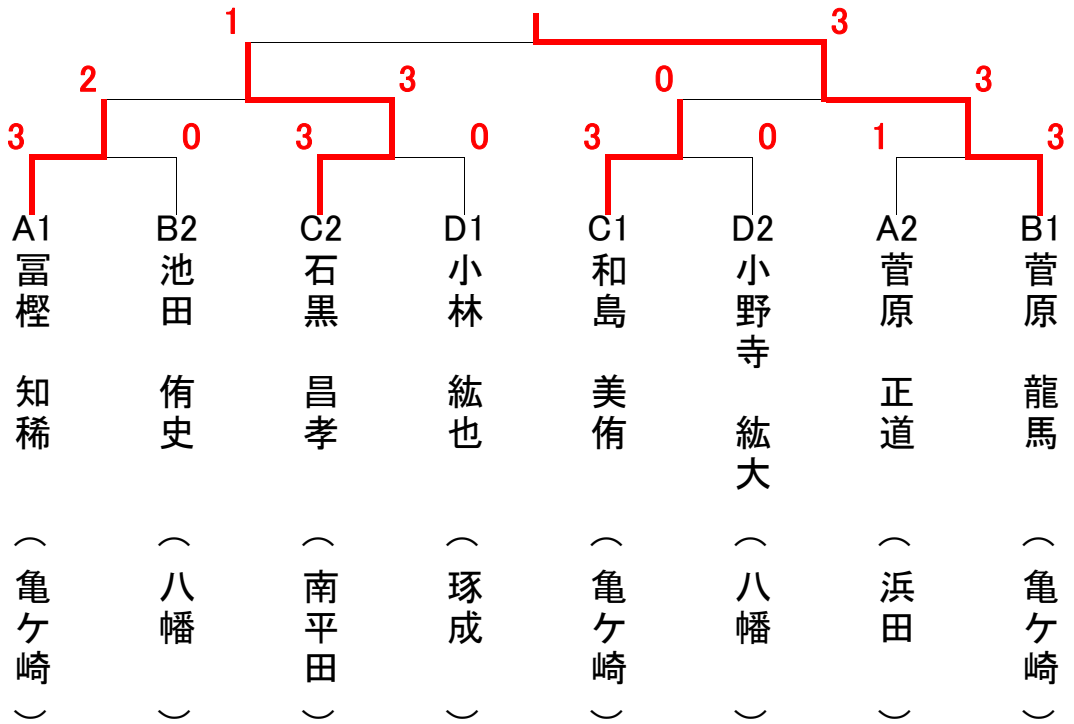 1 3
2 3 0 3
3 0 3 0 3 0 1 3
A1 B2 C2 D1 C1 D2 A2 B1
冨樫 知稀 (亀ケ崎)
池田 侑史 (八幡)
石黒 昌孝 (南平田)
小林 紘也 (琢成)
和島 美侑 (亀ケ崎)
小野寺 紘大 (八幡)
菅原 正道 (浜田)
菅原 龍馬 (亀ケ崎)